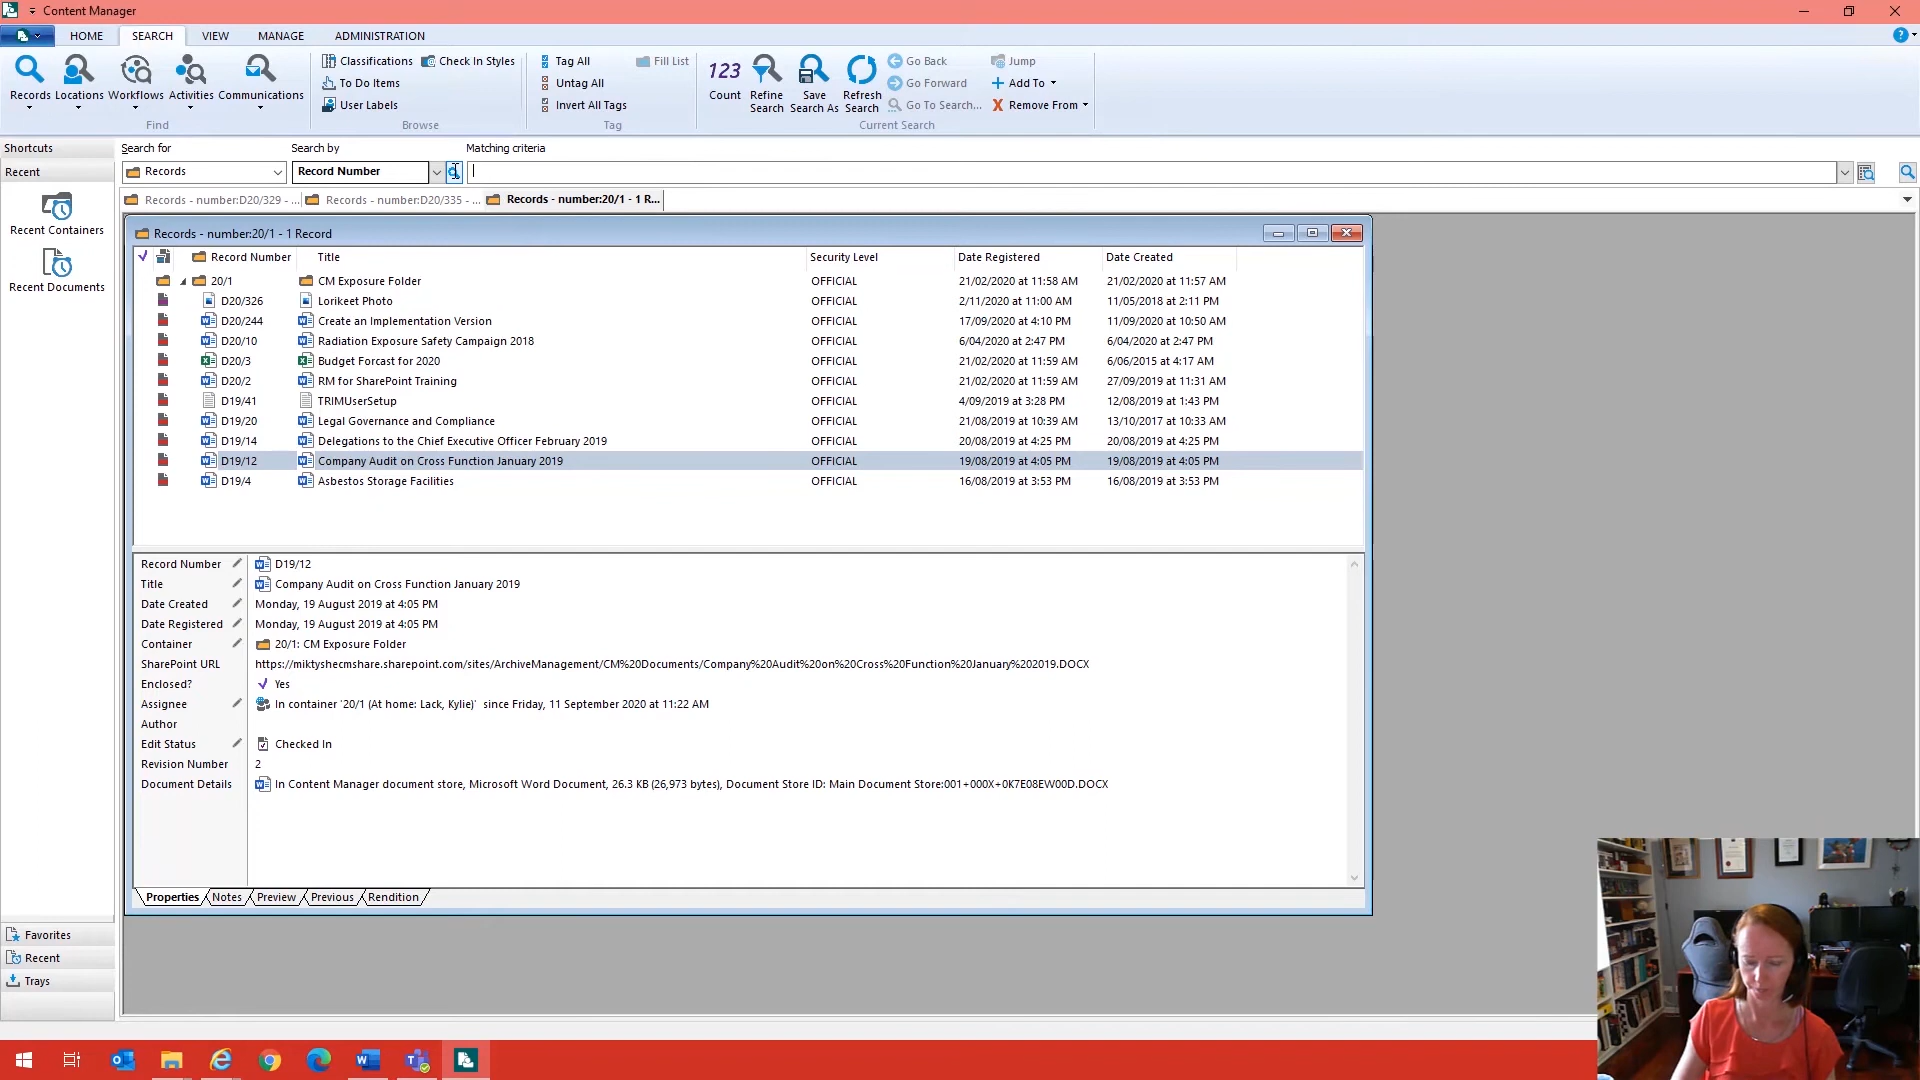 Content Manager
HOME SEARCH VIEW MANAGE ADMINISTRATION
Records Locations Workflows Activities Communications
Find
Classifications Check In Styles
To Do Items
User Labels
Browse
Tag All Fill List
Untag All
Invert All Tags
Tag
123
Count Refine Search Save Search As Refresh Search
Go Back Jump
Go Forward Add To
Go To Search... Remove From
Current Search
Shortcuts Search for Search by Matching criteria
Recent Records Record Number
Recent Containers
Recent Documents
Records - number:D20/329 - ... Records - number:D20/335 - ... Records - number:20/1 - 1 R...
Records - number:20/1 - 1 Record
Record Number Title Security Level Date Registered Date Created
20/1 CM Exposure Folder OFFICIAL 21/02/2020 at 11:58 AM 21/02/2020 at 11:57 AM
D20/326 Lorikeet Photo OFFICIAL 2/11/2020 at 11:00 AM 11/05/2018 at 2:11 PM
D20/244 Create an Implementation Version OFFICIAL 17/09/2020 at 4:10 PM 11/09/2020 at 10:50 AM
D20/10 Radiation Exposure Safety Campaign 2018 OFFICIAL 6/04/2020 at 2:47 PM 6/04/2020 at 2:47 PM
D20/3 Budget Forcast for 2020 OFFICIAL 21/02/2020 at 11:59 AM 6/06/2015 at 4:17 AM
D20/2 RM for SharePoint Training OFFICIAL 21/02/2020 at 11:59 AM 27/09/2019 at 11:31 AM
D19/41 TRIMUserSetup OFFICIAL 4/09/2019 at 3:28 PM 12/08/2019 at 1:43 PM
D19/20 Legal Governance and Compliance OFFICIAL 21/08/2019 at 10:39 AM 13/10/2017 at 10:33 AM
D19/14 Delegations to the Chief Executive Officer February 2019 OFFICIAL 20/08/2019 at 4:25 PM 20/08/2019 at 4:25 PM
D19/12 Company Audit on Cross Function January 2019 OFFICIAL 19/08/2019 at 4:05 PM 19/08/2019 at 4:05 PM
D19/4 Asbestos Storage Facilities OFFICIAL 16/08/2019 at 3:53 PM 16/08/2019 at 3:53 PM
Record Number D19/12
Title Company Audit on Cross Function January 2019
Date Created Monday, 19 August 2019 at 4:05 PM
Date Registered Monday, 19 August 2019 at 4:05 PM
Container 20/1: CM Exposure Folder
SharePoint URL https://miktyshecmshare.sharepoint.com/sites/ArchiveManagement/CM%20Documents/Company%20Audit%20on%20Cross%20Function%20January%202019.DOCX
Enclosed? Yes
Assignee In container '20/1 (At home: Lack, Kylie)' since Friday, 11 September 2020 at 11:22 AM
Author
Edit Status Checked In
Revision Number 2
Document Details In Content Manager document store, Microsoft Word Document, 26.3 KB (26,973 bytes), Document Store ID: Main Document Store:001+000X+0K7E08EW00D.DOCX
Properties Notes Preview Previous Rendition
Favorites
Recent
Trays